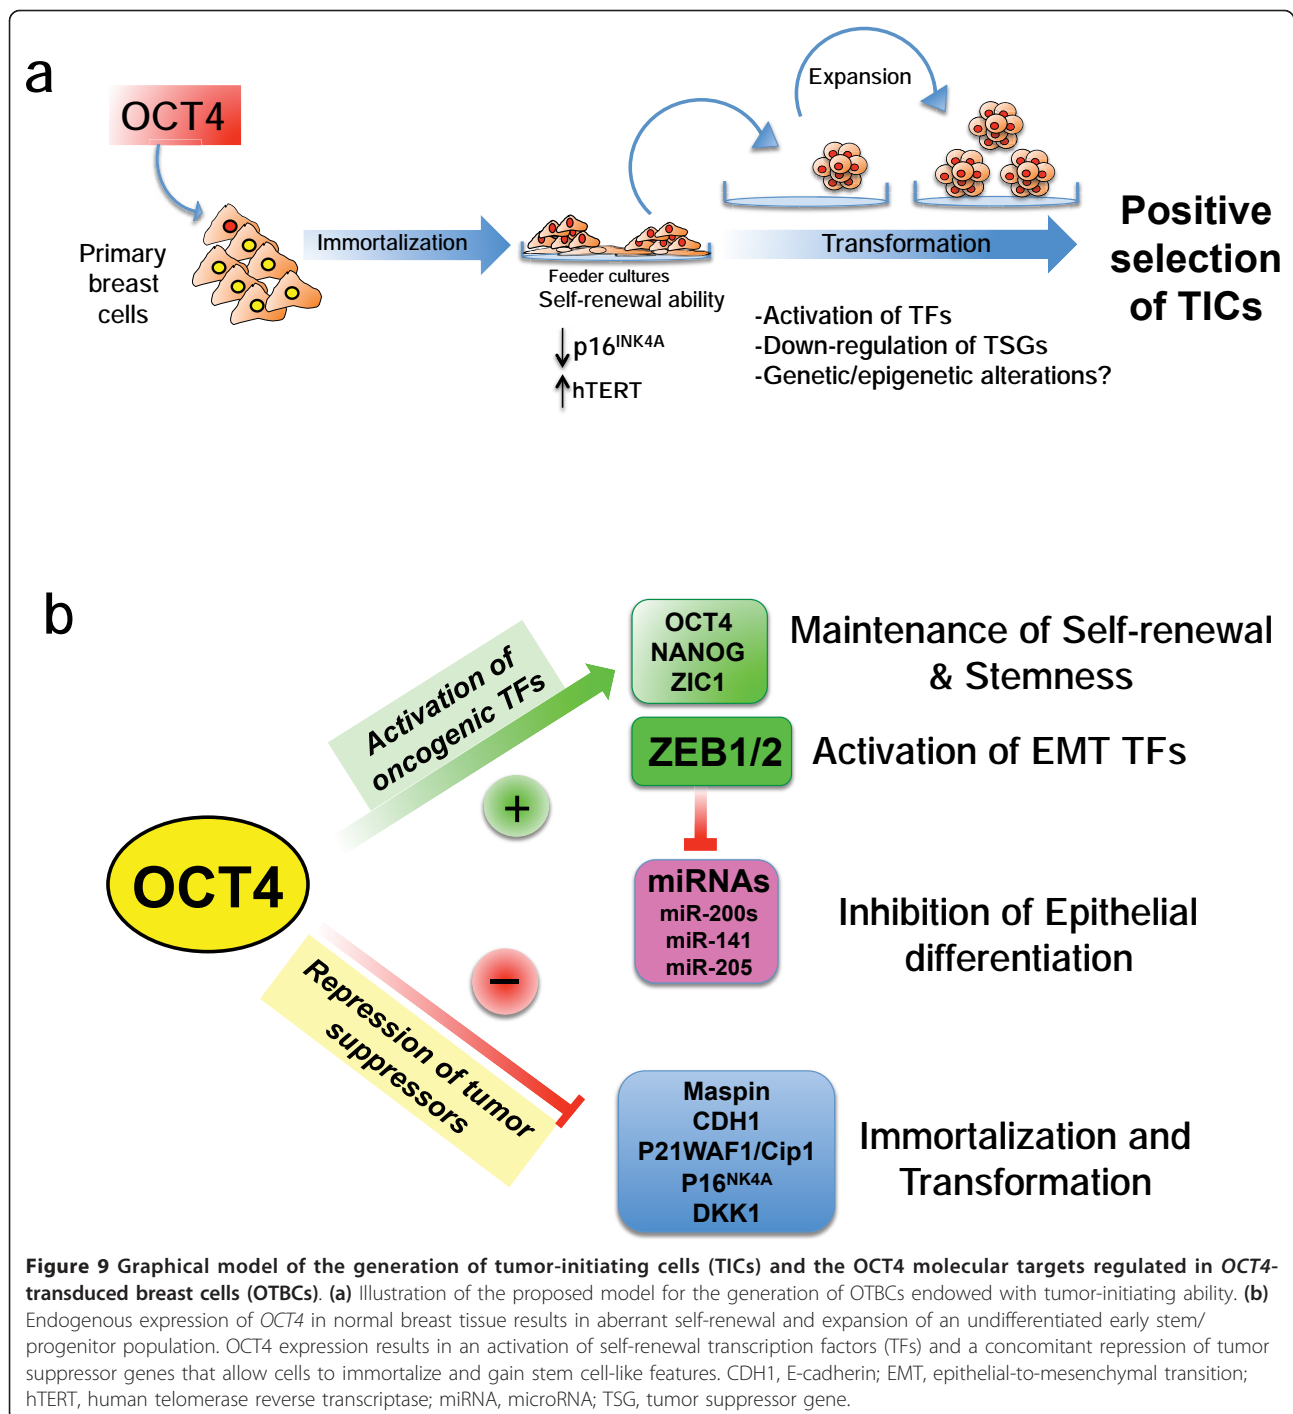 a
OCT4
Primary
breast
cells
Immortalization
Feeder cultures
Self-renewal ability
p16INK4A
hTERT
Expansion
Transformation
-Activation of TFs
-Down-regulation of TSGs
-Genetic/epigenetic alterations?
Positive
selection
of TICs
b
OCT4
Activation of
oncogenic TFs
+
OCT4
NANOG
ZIC1
Maintenance of Self-renewal
& Stemness
ZEB1/2
Activation of EMT TFs
miRNAs
miR-200s
miR-141
miR-205
Inhibition of Epithelial
differentiation
−
Repression of tumor
suppressors
Maspin
CDH1
P21WAF1/Cip1
P16NK4A
DKK1
Immortalization and
Transformation
Figure 9 Graphical model of the generation of tumor-initiating cells (TICs) and the OCT4 molecular targets regulated in OCT4-
transduced breast cells (OTBCs). (a) Illustration of the proposed model for the generation of OTBCs endowed with tumor-initiating ability. (b)
Endogenous expression of OCT4 in normal breast tissue results in aberrant self-renewal and expansion of an undifferentiated early stem/
progenitor population. OCT4 expression results in an activation of self-renewal transcription factors (TFs) and a concomitant repression of tumor
suppressor genes that allow cells to immortalize and gain stem cell-like features. CDH1, E-cadherin; EMT, epithelial-to-mesenchymal transition;
hTERT, human telomerase reverse transcriptase; miRNA, microRNA; TSG, tumor suppressor gene.